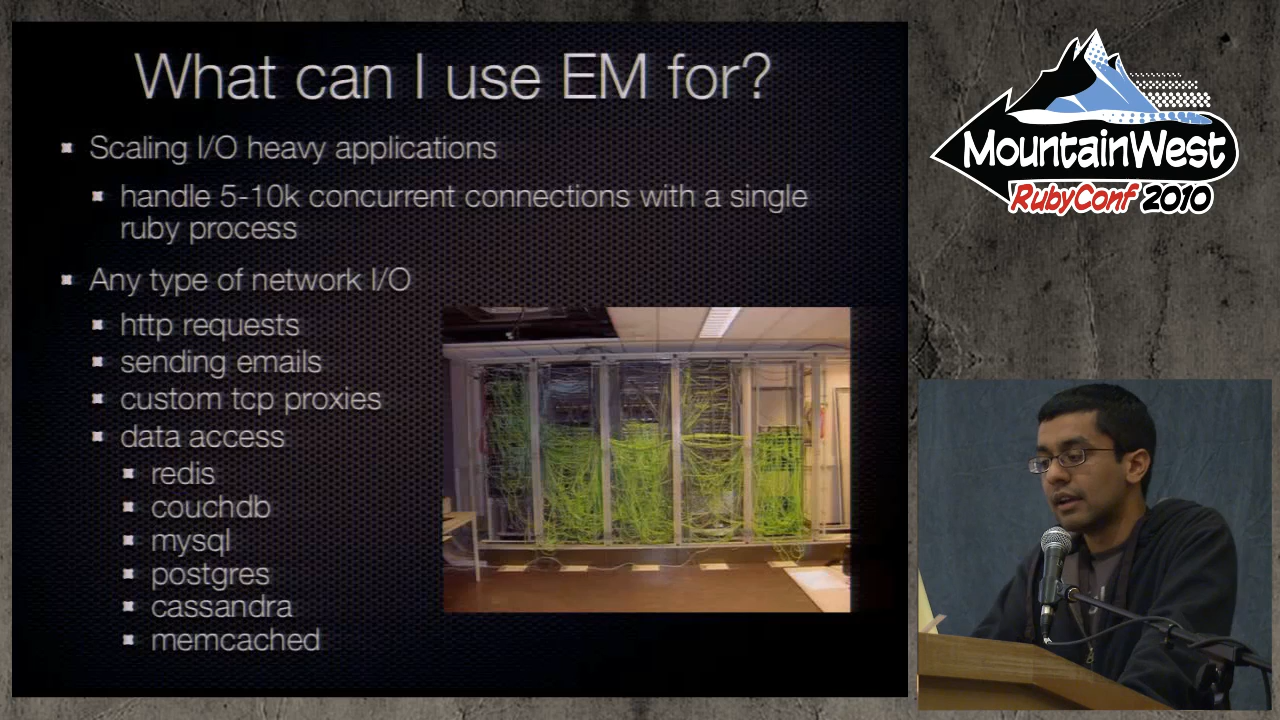 What can I use EM for?
Scaling I/O heavy applications
handle 5-10k concurrent connections with a single
ruby process
Any type of network I/O
http requests
sending emails
custom tcp proxies
data access
redis
couchdb
mysql
postgres
cassandra
memcached
MountainWest
RubyConf 2010